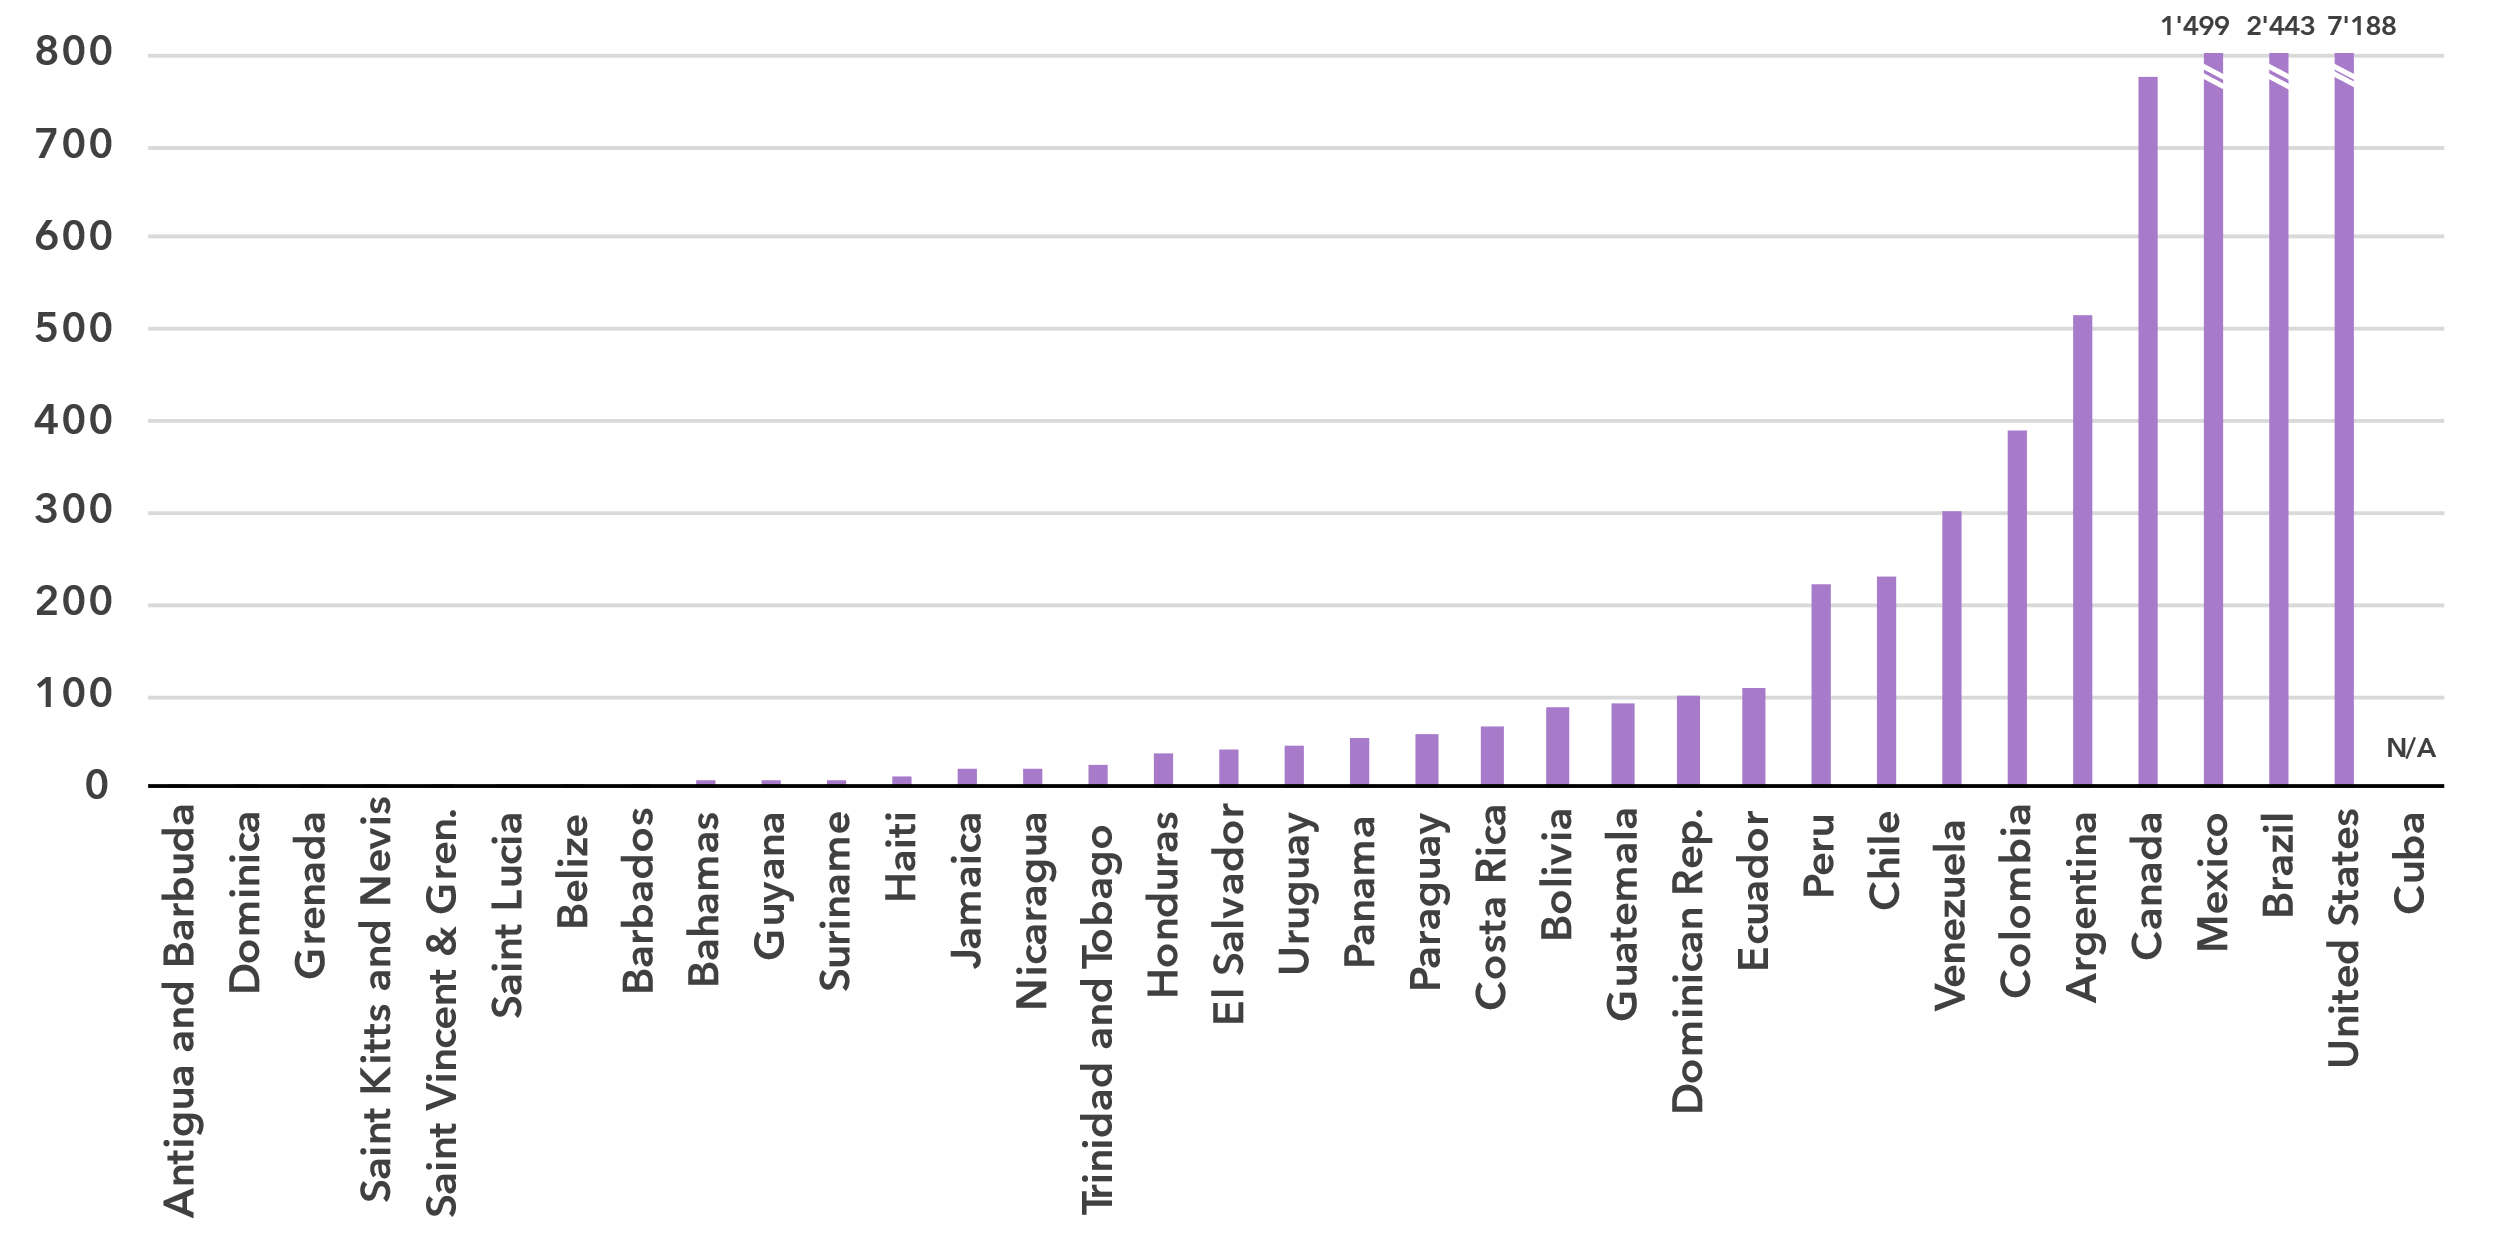 1'499 2'443 7'188
800
700
600
500
400
300
200
100
0
N/A
Antigua and Barbuda
Dominica
Grenada
Saint Kitts and Nevis
Saint Vincent & Gren.
Saint Lucia
Belize
Barbados
Bahamas
Guyana
Suriname
Haiti
Jamaica
Nicaragua
Trinidad and Tobago
Honduras
El Salvador
Uruguay
Panama
Paraguay
Costa Rica
Bolivia
Guatemala
Dominican Rep.
Ecuador
Peru
Chile
Venezuela
Colombia
Argentina
Canada
Mexico
Brazil
United States
Cuba